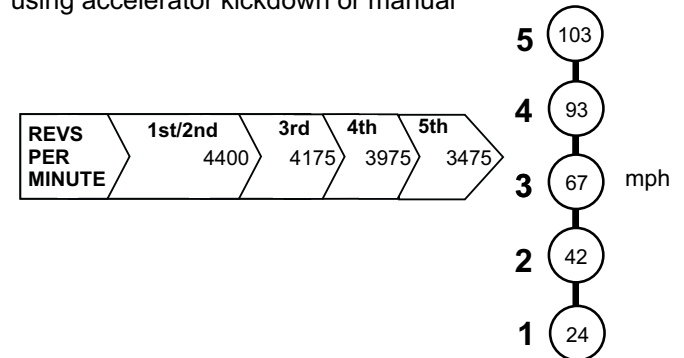 using accelerator kickdown or manual
5 103
4 93
REVS PER MINUTE
1st/2nd 4400
3rd 4175
4th 3975
5th 3475
3 67 mph
2 42
1 24